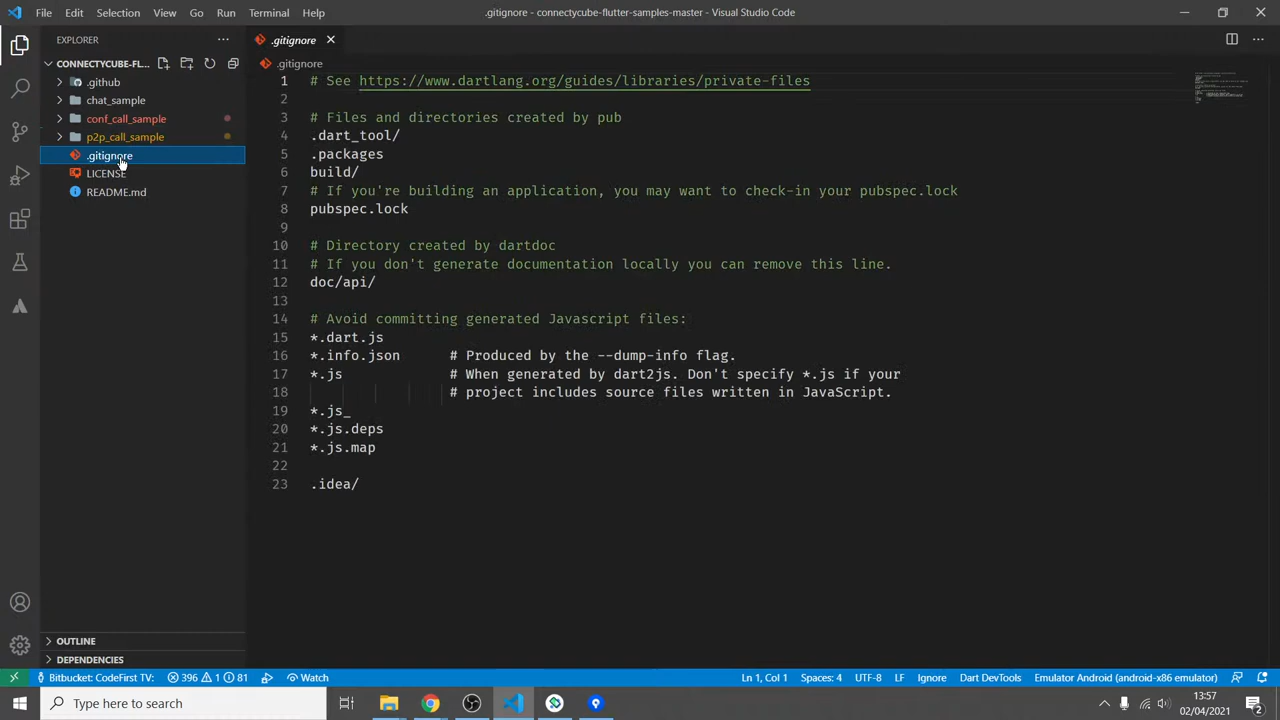 File Edit Selection View Go Run Terminal Help
.gitignore - connectycube-flutter-samples-master - Visual Studio Code
EXPLORER
CONNECTYCUBE-FL...
.github
chat_sample
conf_call_sample
p2p_call_sample
.gitignore
LICENSE
README.md
OUTLINE
DEPENDENCIES
.gitignore
.gitignore
1 # See https://www.dartlang.org/guides/libraries/private-files
2
3 # Files and directories created by pub
4 .dart_tool/
5 .packages
6 build/
7 # If you're building an application, you may want to check-in your pubspec.lock
8 pubspec.lock
9
10 # Directory created by dartdoc
11 # If you don't generate documentation locally you can remove this line.
12 doc/api/
13
14 # Avoid committing generated Javascript files:
15 *.dart.js
16 *.info.json # Produced by the --dump-info flag.
17 *.js # When generated by dart2js. Don't specify *.js if your
18 # project includes source files written in JavaScript.
19 *.js_
20 *.js.deps
21 *.js.map
22
23 .idea/
Bitbucket: CodeFirst TV: 396 1 81 Watch
Ln 1, Col 1 Spaces: 4 UTF-8 LF Ignore Dart DevTools Emulator Android (android-x86 emulator)
Type here to search
13:57
02/04/2021
2